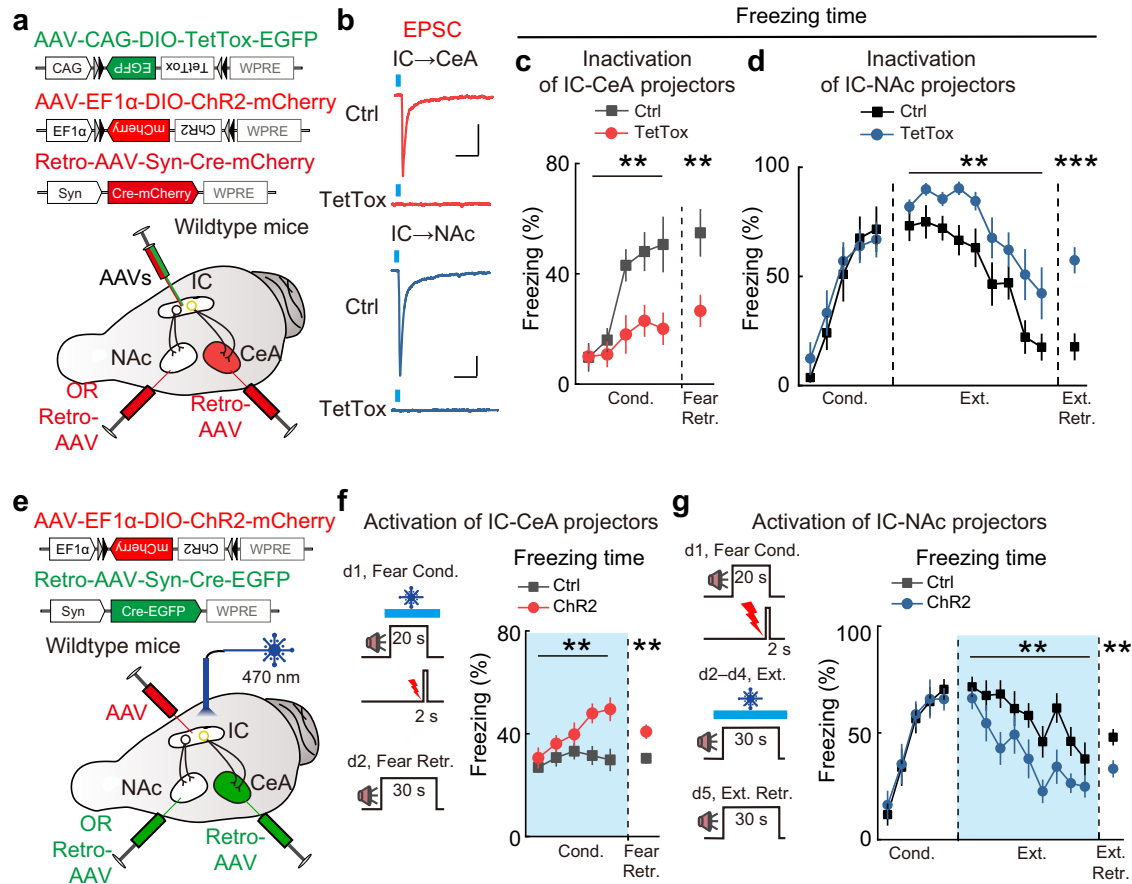 a
AAV-CAG-DIO-TetTox-EGFP
CAG
EGFP
TetTox
WPRE
AAV-EF1α-DIO-ChR2-mCherry
EF1α
mCherry
ChR2
WPRE
Retro-AAV-Syn-Cre-mCherry
Syn
Cre-mCherry
WPRE
Wildtype mice
AAVs
IC
NAc
CeA
OR
Retro-
AAV
Retro-
AAV
b
EPSC
IC→CeA
Ctrl
TetTox
IC→NAc
Ctrl
TetTox
Freezing time
c
Inactivation
of IC-CeA projectors
Ctrl
TetTox
Freezing (%)
80
40
0
**
**
Cond.
Fear
Retr.
d
Inactivation
of IC-NAc projectors
Ctrl
TetTox
Freezing (%)
100
50
0
**
***
Cond.
Ext.
Ext.
Retr.
e
AAV-EF1α-DIO-ChR2-mCherry
EF1α
mCherry
ChR2
WPRE
Retro-AAV-Syn-Cre-EGFP
Syn
Cre-EGFP
WPRE
Wildtype mice
470 nm
AAV
IC
NAc
CeA
OR
Retro-
AAV
Retro-
AAV
f
Activation of IC-CeA projectors
d1, Fear Cond.
20 s
2 s
d2, Fear Retr.
30 s
Freezing time
Ctrl
ChR2
Freezing (%)
80
40
0
**
**
Cond.
Fear
Retr.
g
Activation of IC-NAc projectors
d1, Fear Cond.
20 s
2 s
d2–d4, Ext.
30 s
d5, Ext. Retr.
30 s
Freezing time
Ctrl
ChR2
Freezing (%)
100
50
0
**
**
Cond.
Ext.
Ext.
Retr.